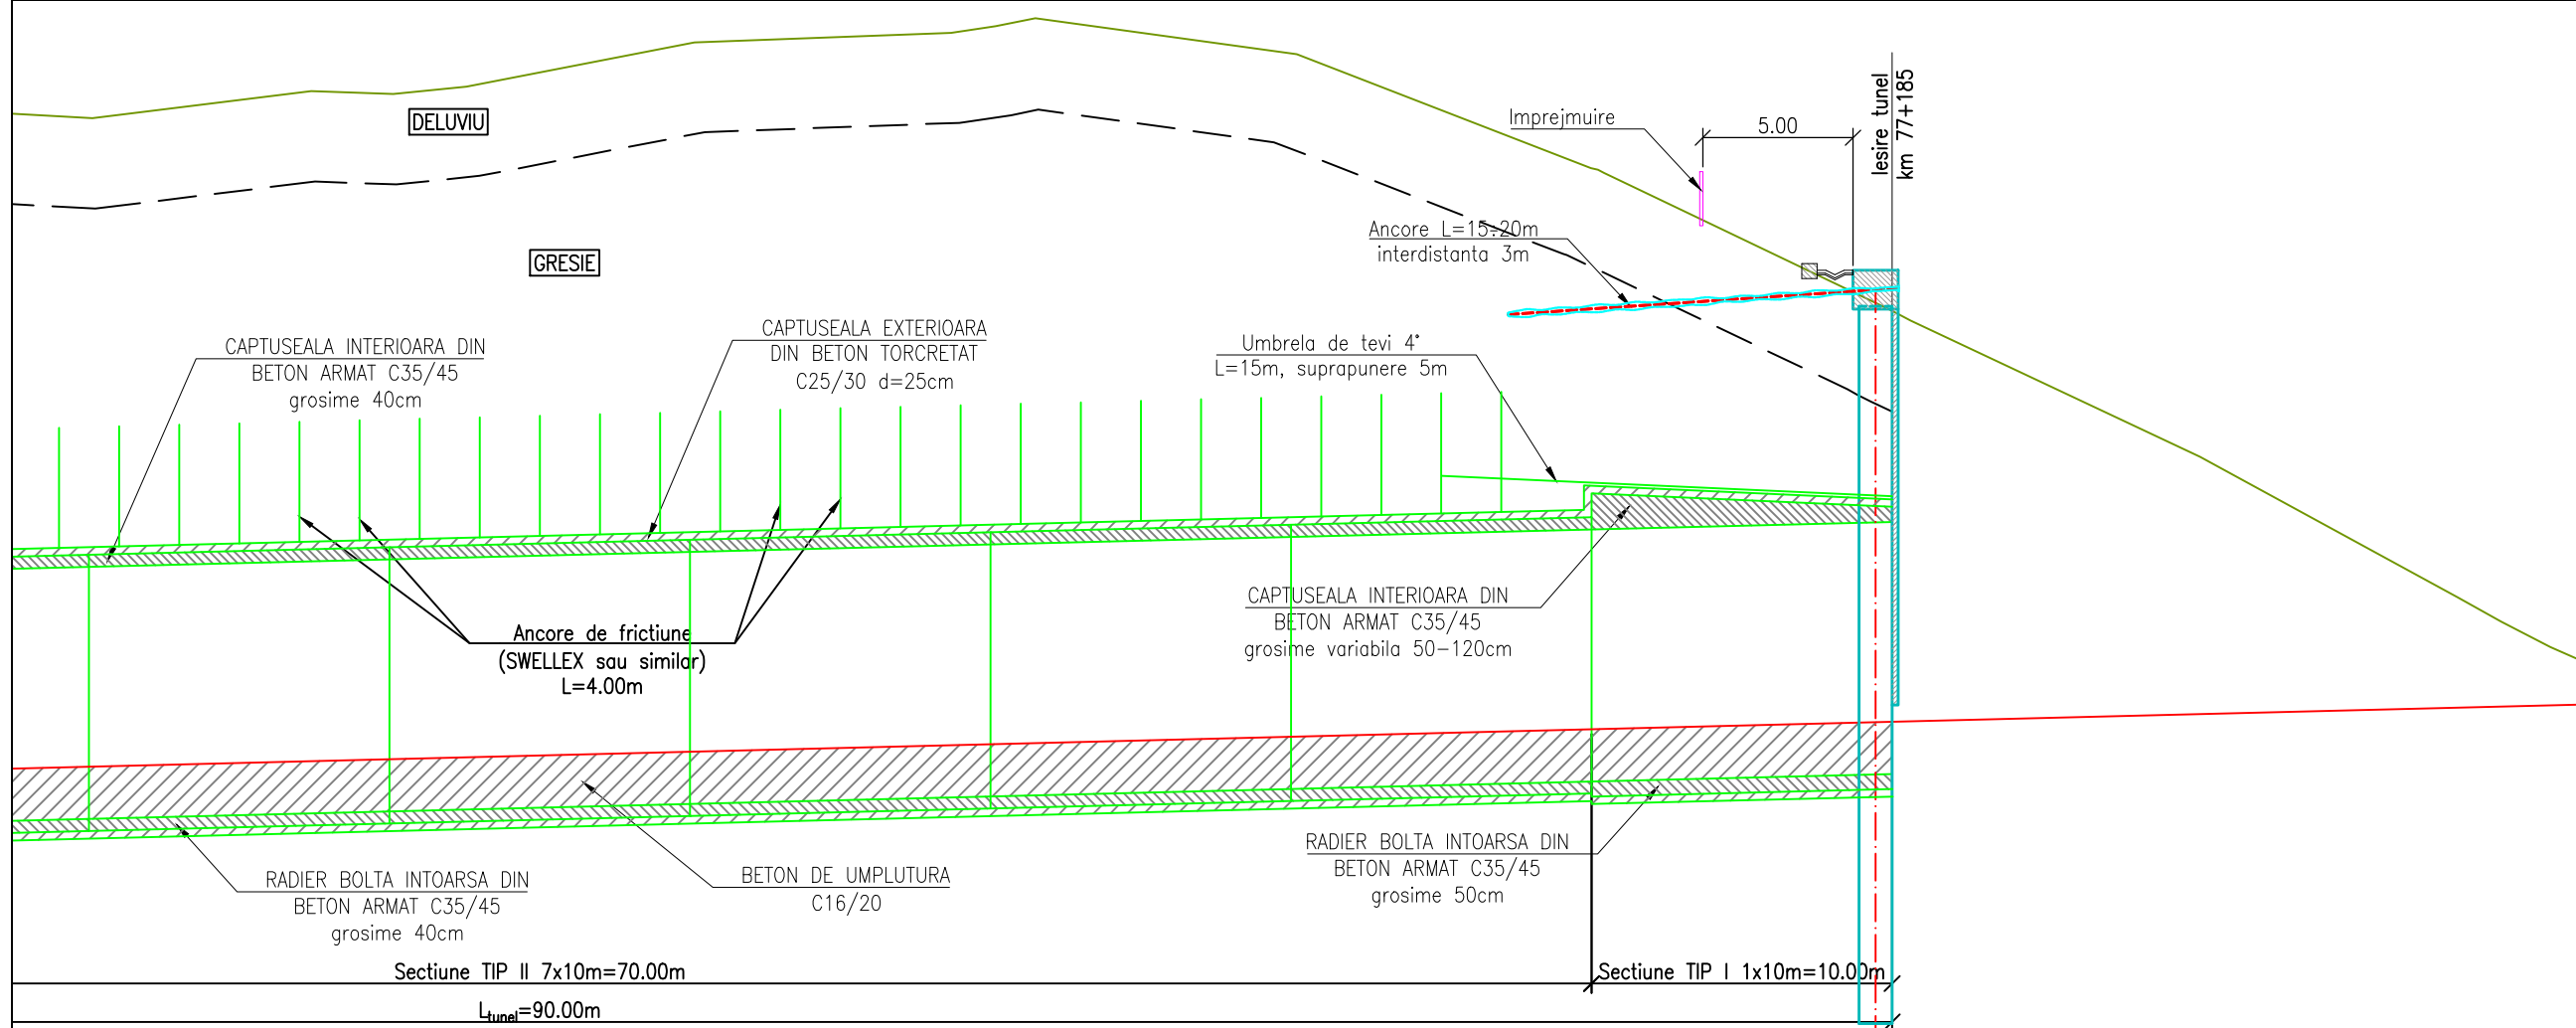 DELUVIU
GRESIE
Imprejmuire
5.00
Iesire tunel
km 77+185
Ancore L=15÷20m
interdistanta 3m
CAPTUSEALA INTERIOARA DIN
BETON ARMAT C35/45
grosime 40cm
CAPTUSEALA EXTERIOARA
DIN BETON TORCRETAT
C25/30 d=25cm
Umbrela de tevi 4°
L=15m, suprapunere 5m
Ancore de frictiune
(SWELLEX sau similar)
L=4.00m
CAPTUSEALA INTERIOARA DIN
BETON ARMAT C35/45
grosime variabila 50-120cm
RADIER BOLTA INTOARSA DIN
BETON ARMAT C35/45
grosime 40cm
BETON DE UMPLUTURA
C16/20
RADIER BOLTA INTOARSA DIN
BETON ARMAT C35/45
grosime 50cm
Sectiune TIP II 7x10m=70.00m
Sectiune TIP I 1x10m=10.00m
Ltunel=90.00m